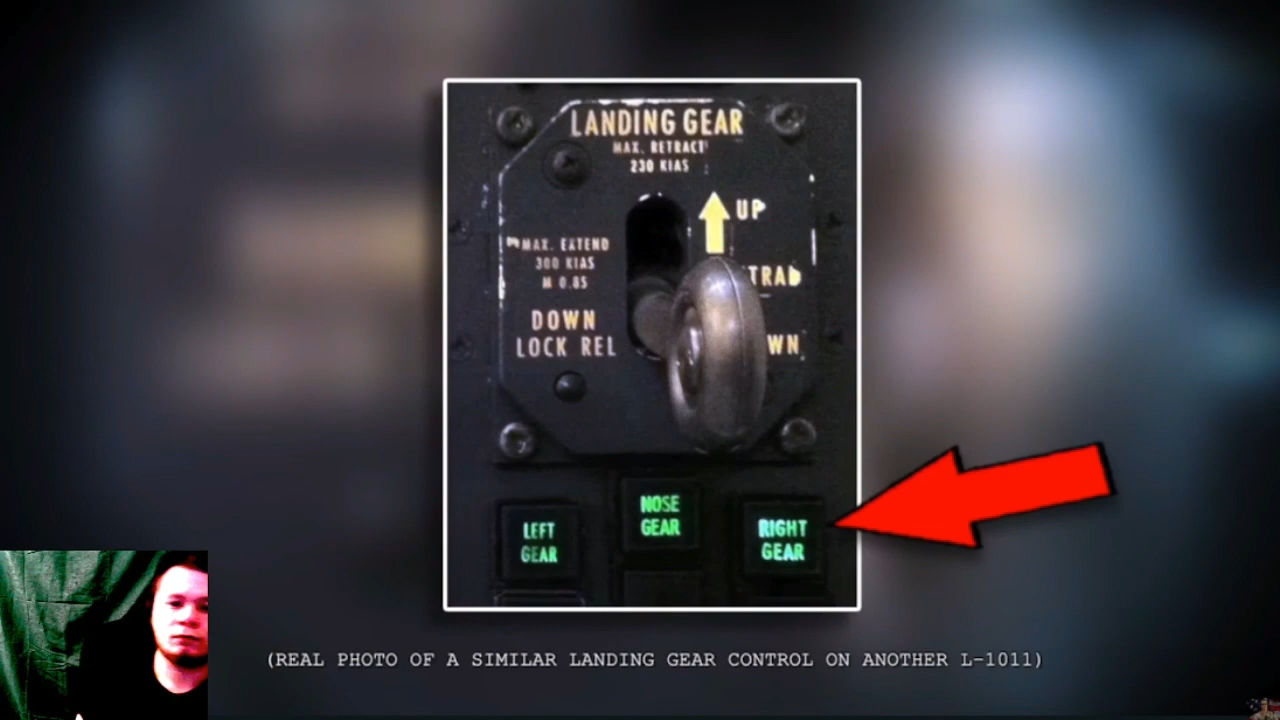 LANDING GEAR
MAX. RETRACT
230 KIAS
UP
MAX. EXTEND
300 KIAS
M 0.85
DOWN
LOCK REL
LEFT
GEAR
NOSE
GEAR
RIGHT
GEAR
(REAL PHOTO OF A SIMILAR LANDING GEAR CONTROL ON ANOTHER L-1011)